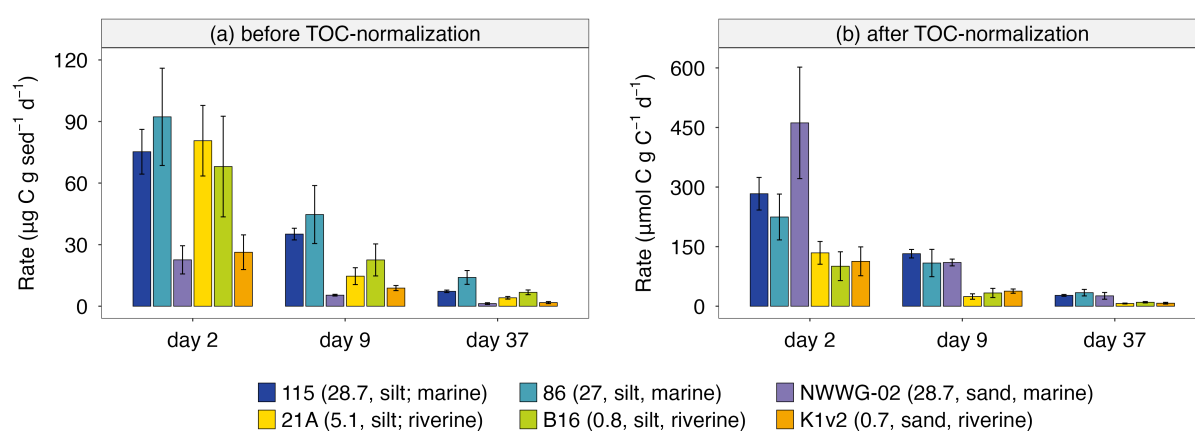 (a) before TOC-normalization
(b) after TOC-normalization
Rate (µg C g sed⁻¹ d⁻¹)
120
90
60
30
0
day 2
day 9
day 37
Rate (µmol C g C⁻¹ d⁻¹)
600
450
300
150
0
day 2
day 9
day 37
115 (28.7, silt; marine)
86 (27, silt, marine)
NWWG-02 (28.7, sand, marine)
21A (5.1, silt; riverine)
B16 (0.8, silt, riverine)
K1v2 (0.7, sand, riverine)